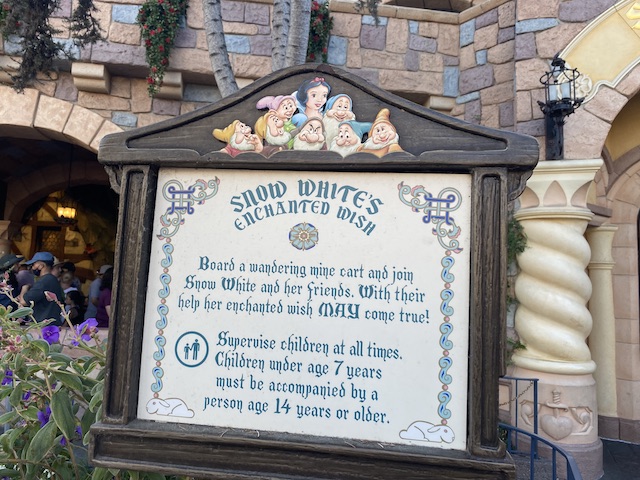 SNOW WHITE'S
ENCHANTED WISH
Board a wandering mine cart and join
Snow White and her friends. With their
help her enchanted wish MAY come true!
Supervise children at all times.
Children under age 7 years
must be accompanied by a
person age 14 years or older.